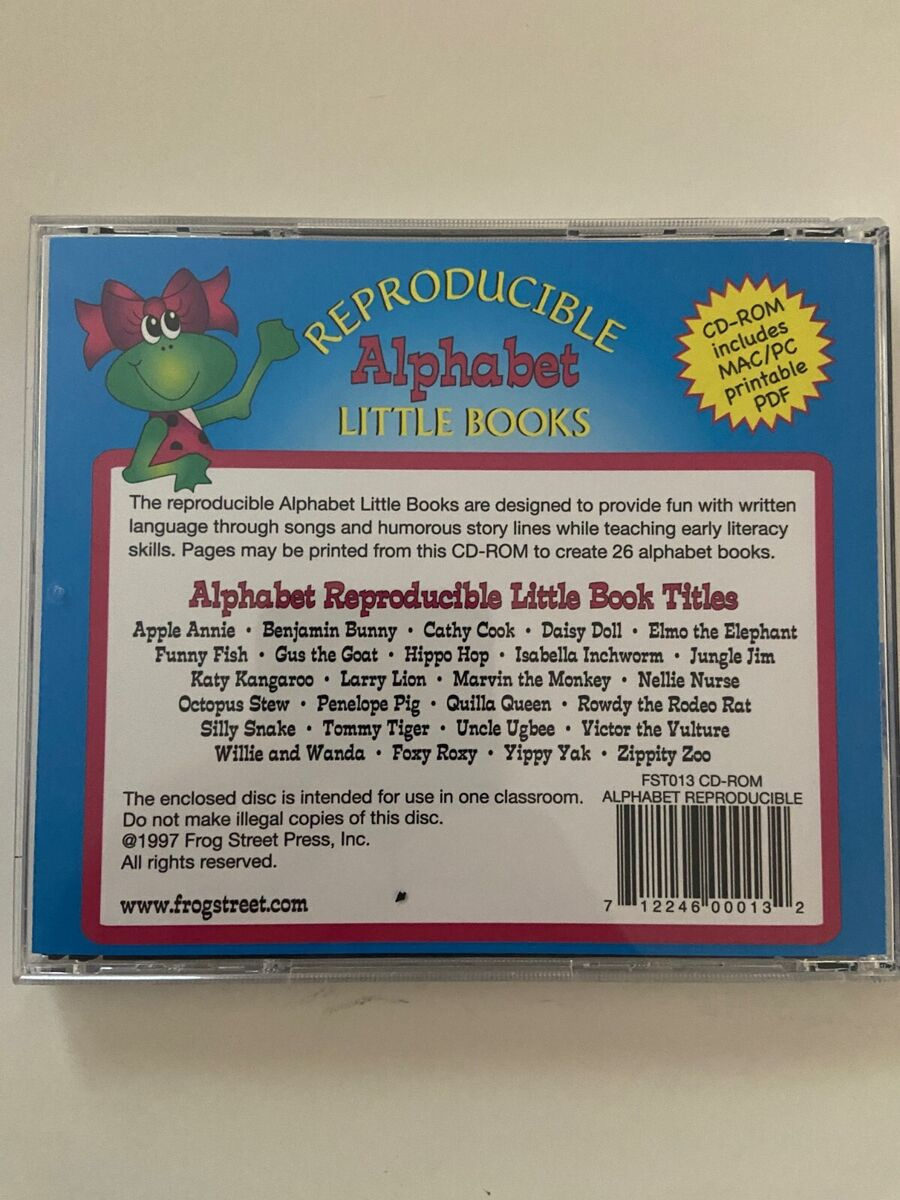 REPRODUCIBLE
Alphabet
LITTLE BOOKS
CD-ROM
includes
MAC/PC
printable
PDF
The reproducible Alphabet Little Books are designed to provide fun with written
language through songs and humorous story lines while teaching early literacy
skills. Pages may be printed from this CD-ROM to create 26 alphabet books.
Alphabet Reproducible Little Book Titles
Apple Annie • Benjamin Bunny • Cathy Cook • Daisy Doll • Elmo the Elephant
Funny Fish • Gus the Goat • Hippo Hop • Isabella Inchworm • Jungle Jim
Katy Kangaroo • Larry Lion • Marvin the Monkey • Nellie Nurse
Octopus Stew • Penelope Pig • Quilla Queen • Rowdy the Rodeo Rat
Silly Snake • Tommy Tiger • Uncle Ugbee • Victor the Vulture
Willie and Wanda • Foxy Roxy • Yippy Yak • Zippity Zoo
The enclosed disc is intended for use in one classroom.
Do not make illegal copies of this disc.
@1997 Frog Street Press, Inc.
All rights reserved.
www.frogstreet.com
FST013 CD-ROM
ALPHABET REPRODUCIBLE
7 12246 00013 2